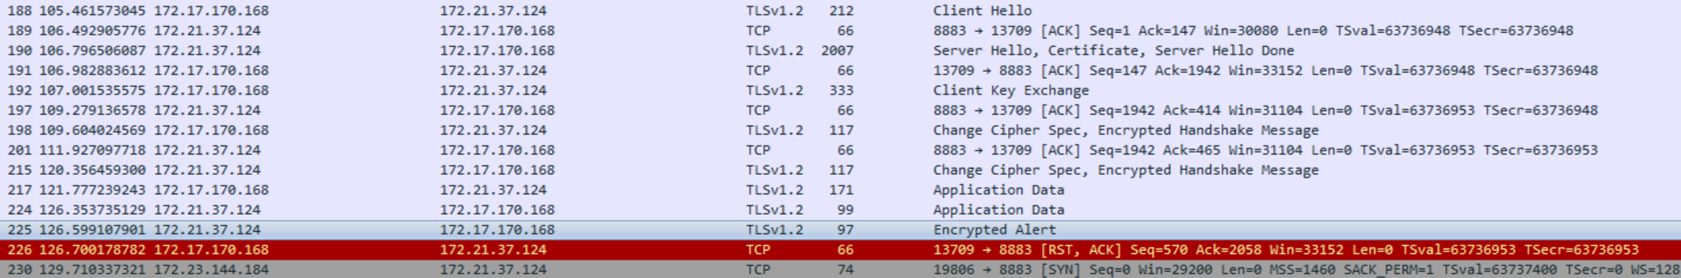 188 105.461573045 172.17.170.168 172.21.37.124 TLSv1.2 212 Client Hello
189 106.492905776 172.21.37.124 172.17.170.168 TCP 66 8883 → 13709 [ACK] Seq=1 Ack=147 Win=30080 Len=0 TSval=63736948 TSecr=63736948
190 106.796506087 172.21.37.124 172.17.170.168 TLSv1.2 2007 Server Hello, Certificate, Server Hello Done
191 106.982883612 172.17.170.168 172.21.37.124 TCP 66 13709 → 8883 [ACK] Seq=147 Ack=1942 Win=33152 Len=0 TSval=63736948 TSecr=63736948
192 107.001535575 172.17.170.168 172.21.37.124 TLSv1.2 333 Client Key Exchange
197 109.279136578 172.21.37.124 172.17.170.168 TCP 66 8883 → 13709 [ACK] Seq=1942 Ack=414 Win=31104 Len=0 TSval=63736953 TSecr=63736948
198 109.604024569 172.17.170.168 172.21.37.124 TLSv1.2 117 Change Cipher Spec, Encrypted Handshake Message
201 111.927097718 172.21.37.124 172.17.170.168 TCP 66 8883 → 13709 [ACK] Seq=1942 Ack=465 Win=31104 Len=0 TSval=63736953 TSecr=63736953
215 120.356459300 172.21.37.124 172.17.170.168 TLSv1.2 117 Change Cipher Spec, Encrypted Handshake Message
217 121.777239243 172.17.170.168 172.21.37.124 TLSv1.2 171 Application Data
224 126.353735129 172.21.37.124 172.17.170.168 TLSv1.2 99 Application Data
225 126.599107901 172.21.37.124 172.17.170.168 TLSv1.2 97 Encrypted Alert
226 126.700178782 172.17.170.168 172.21.37.124 TCP 66 13709 → 8883 [RST, ACK] Seq=570 Ack=2058 Win=33152 Len=0 TSval=63736953 TSecr=63736953
230 129.710337321 172.23.144.184 172.21.37.124 TCP 74 19806 → 8883 [SYN] Seq=0 Win=29200 Len=0 MSS=1460 SACK_PERM=1 TSval=63737400 TSecr=0 WS=128